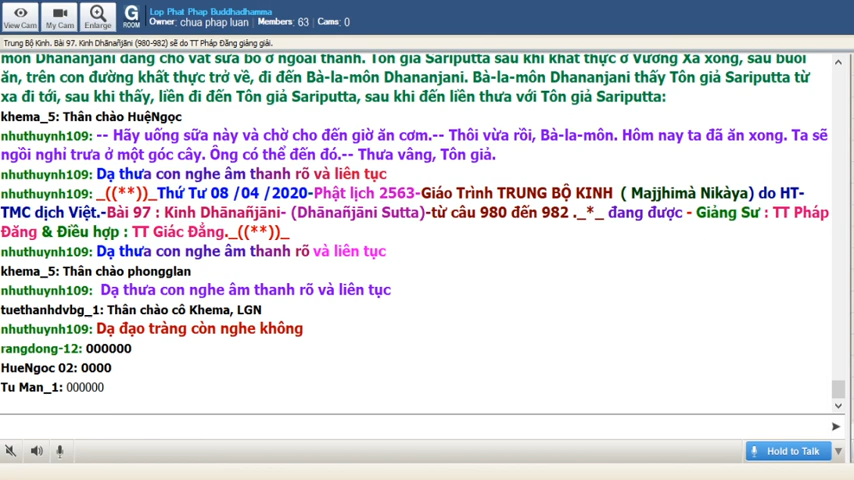 Lop Phat Phap Buddhadhamma
View Cam
My Cam
Enlarge
G
ROOM
Owner: chua phap luan Members: 63 Cams: 0
Trung Bộ Kinh. Bài 97. Kinh Dhānañjāni (980-982) sẽ do TT Pháp Đăng giảng giải.
môn Dhananjani đang cho vắt sữa bò ở ngoài thành. Tôn giả Sariputta sau khi khất thực ở Vương Xá xong, sau buổi
ăn, trên con đường khất thực trở về, đi đến Bà-la-môn Dhananjani. Bà-la-môn Dhananjani thấy Tôn giả Sariputta từ
xa đi tới, sau khi thấy, liền đi đến Tôn giả Sariputta, sau khi đến liền thưa với Tôn giả Sariputta:
khema_5: Thân chào HuệNgọc
nhuthuynh109: -- Hãy uống sữa này và chờ cho đến giờ ăn cơm.-- Thôi vừa rồi, Bà-la-môn. Hôm nay ta đã ăn xong. Ta sẽ
ngồi nghỉ trưa ở một góc cây. Ông có thể đến đó.-- Thưa vâng, Tôn giả.
nhuthuynh109: Dạ thưa con nghe âm thanh rõ và liên tục
nhuthuynh109: _((**))_Thứ Tư 08 /04 /2020-Phật lịch 2563-Giáo Trình TRUNG BỘ KINH ( Majjhimà Nikàya) do HT-
TMC dịch Việt.-Bài 97 : Kinh Dhānañjāni- (Dhānañjāni Sutta)-từ câu 980 đến 982 ._*_ đang được - Giảng Sư : TT Pháp
Đăng & Điều hợp : TT Giác Đẳng._((**))_
nhuthuynh109: Dạ thưa con nghe âm thanh rõ và liên tục
khema_5: Thân chào phongglan
nhuthuynh109: Dạ thưa con nghe âm thanh rõ và liên tục
tuethanhdvbg_1: Thân chào cô Khema, LGN
nhuthuynh109: Dạ đạo tràng còn nghe không
rangdong-12: 000000
HueNgoc 02: 0000
Tu Man_1: 000000
Hold to Talk